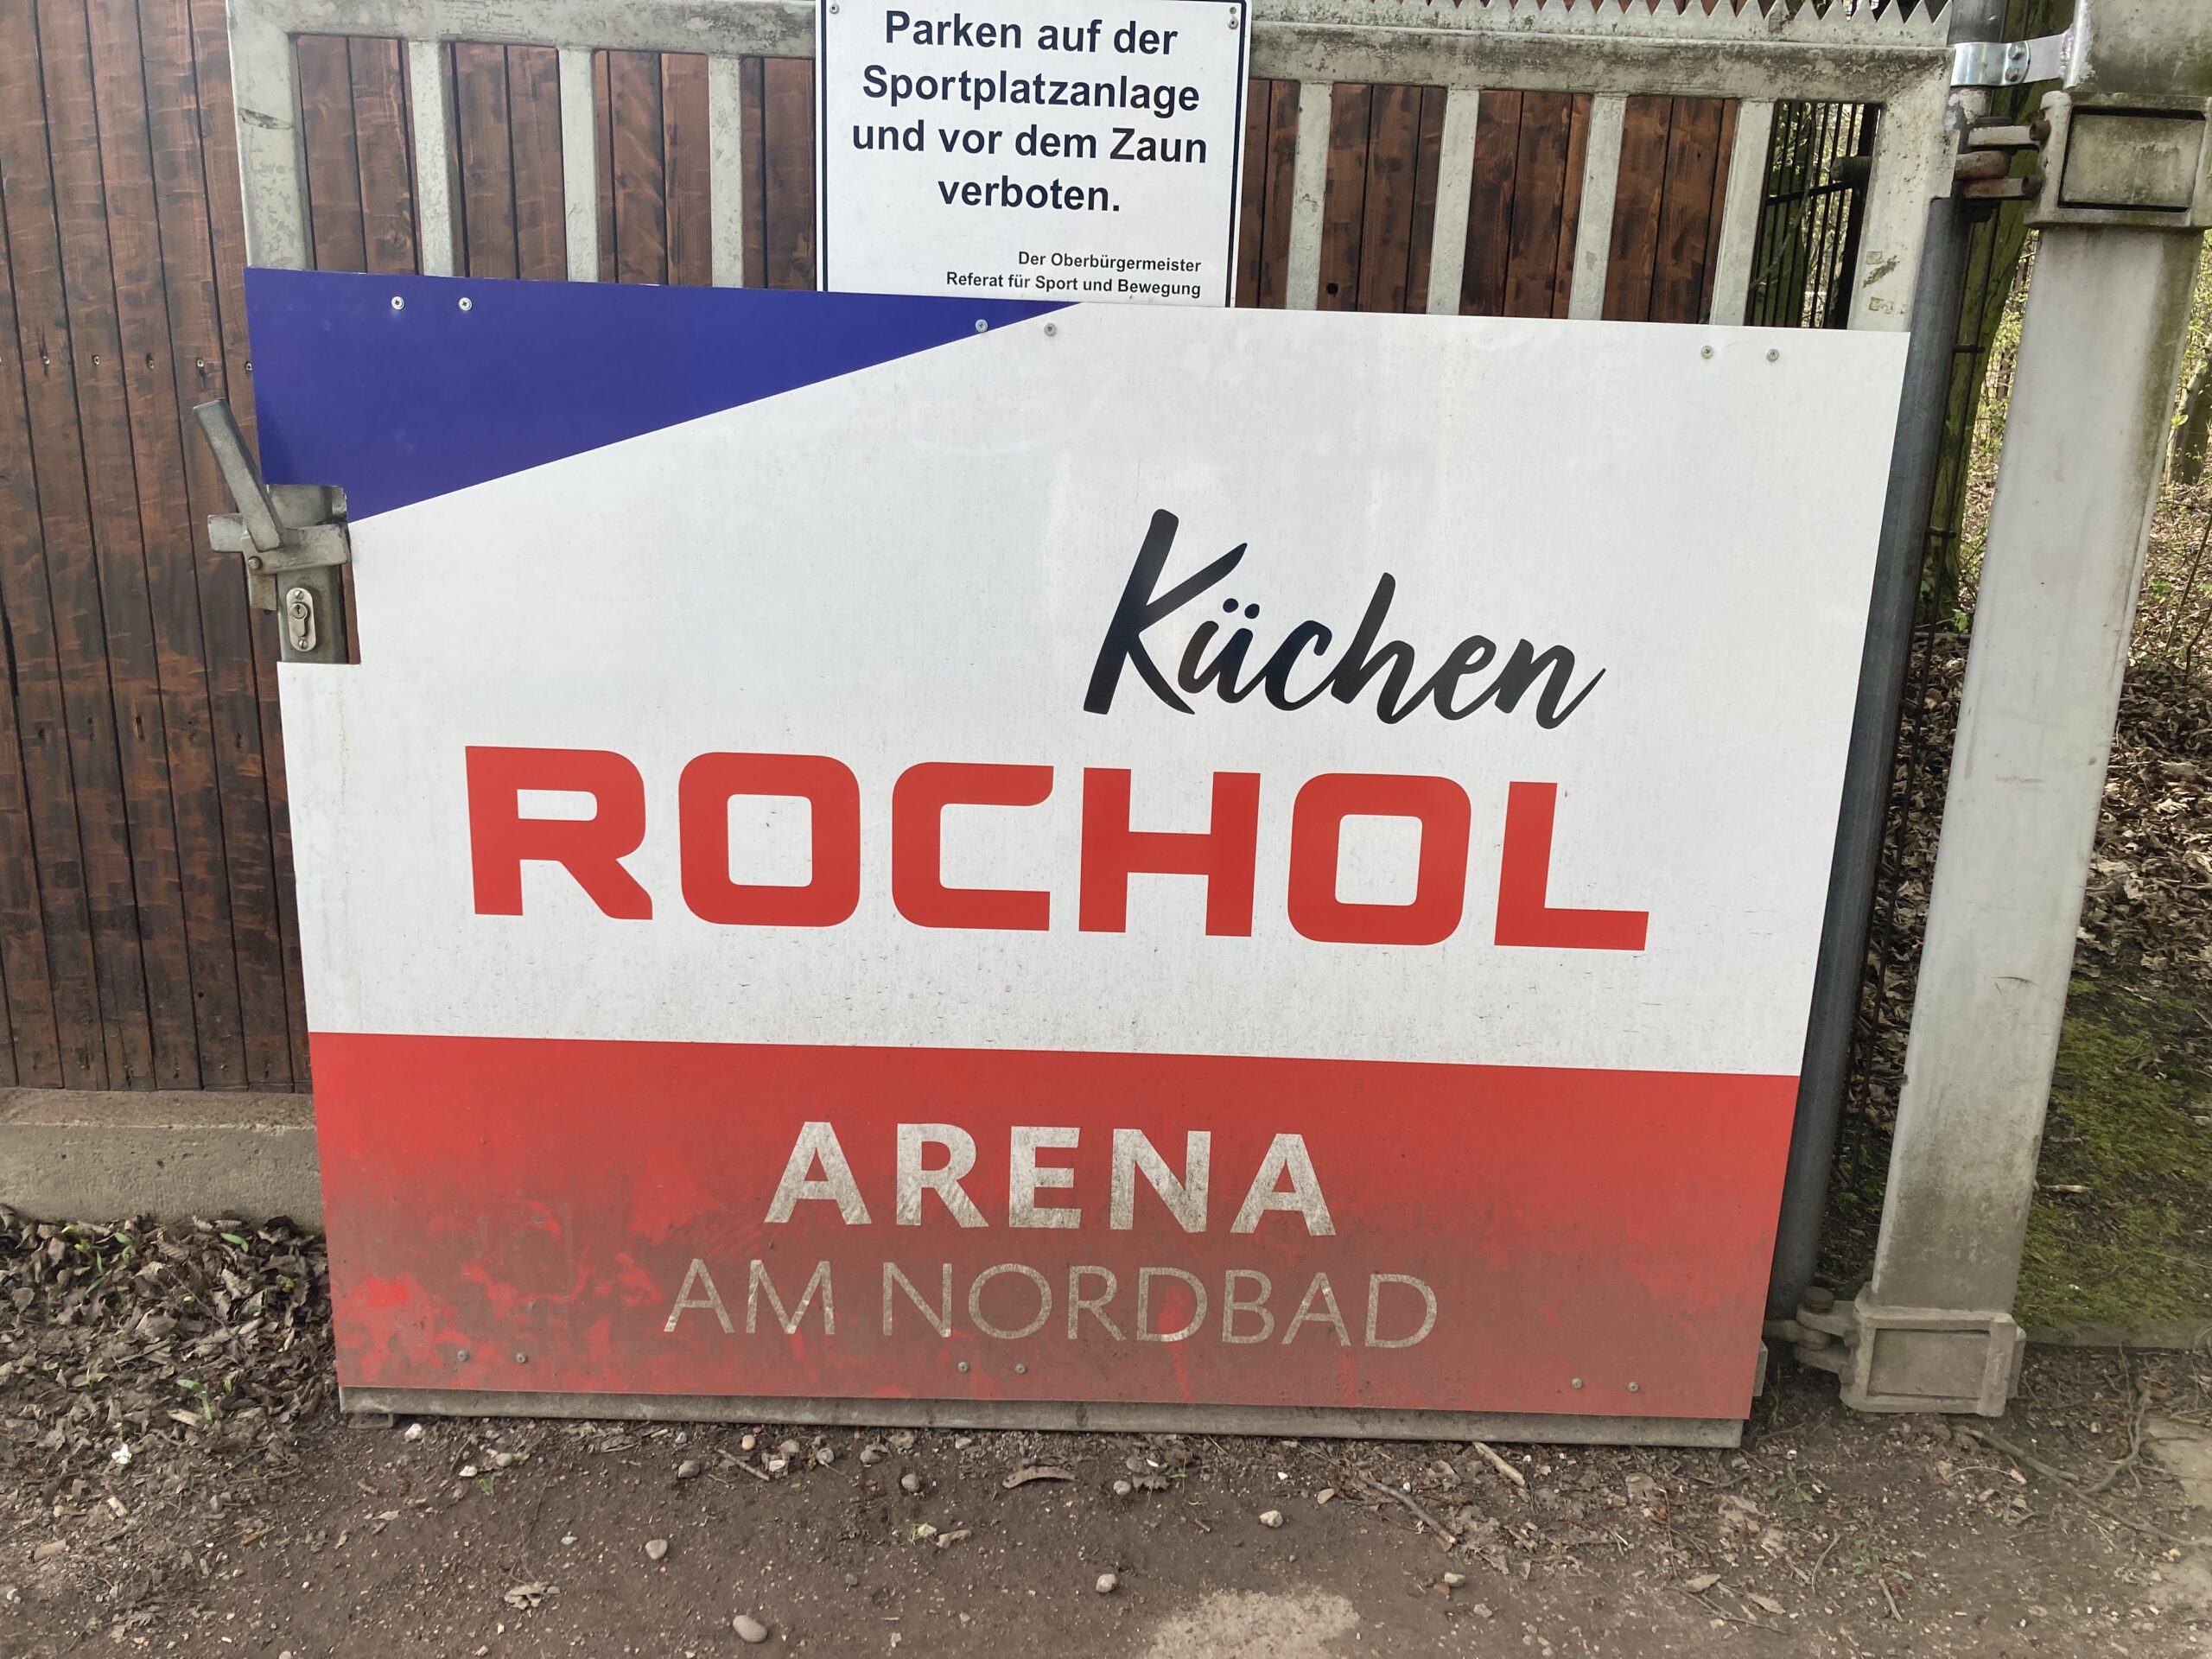 Parken auf der
Sportplatzanlage
und vor dem Zaun
verboten.
Der Oberbürgermeister
Referat für Sport und Bewegung
Küchen
ROCHOL
ARENA
AM NORDBAD